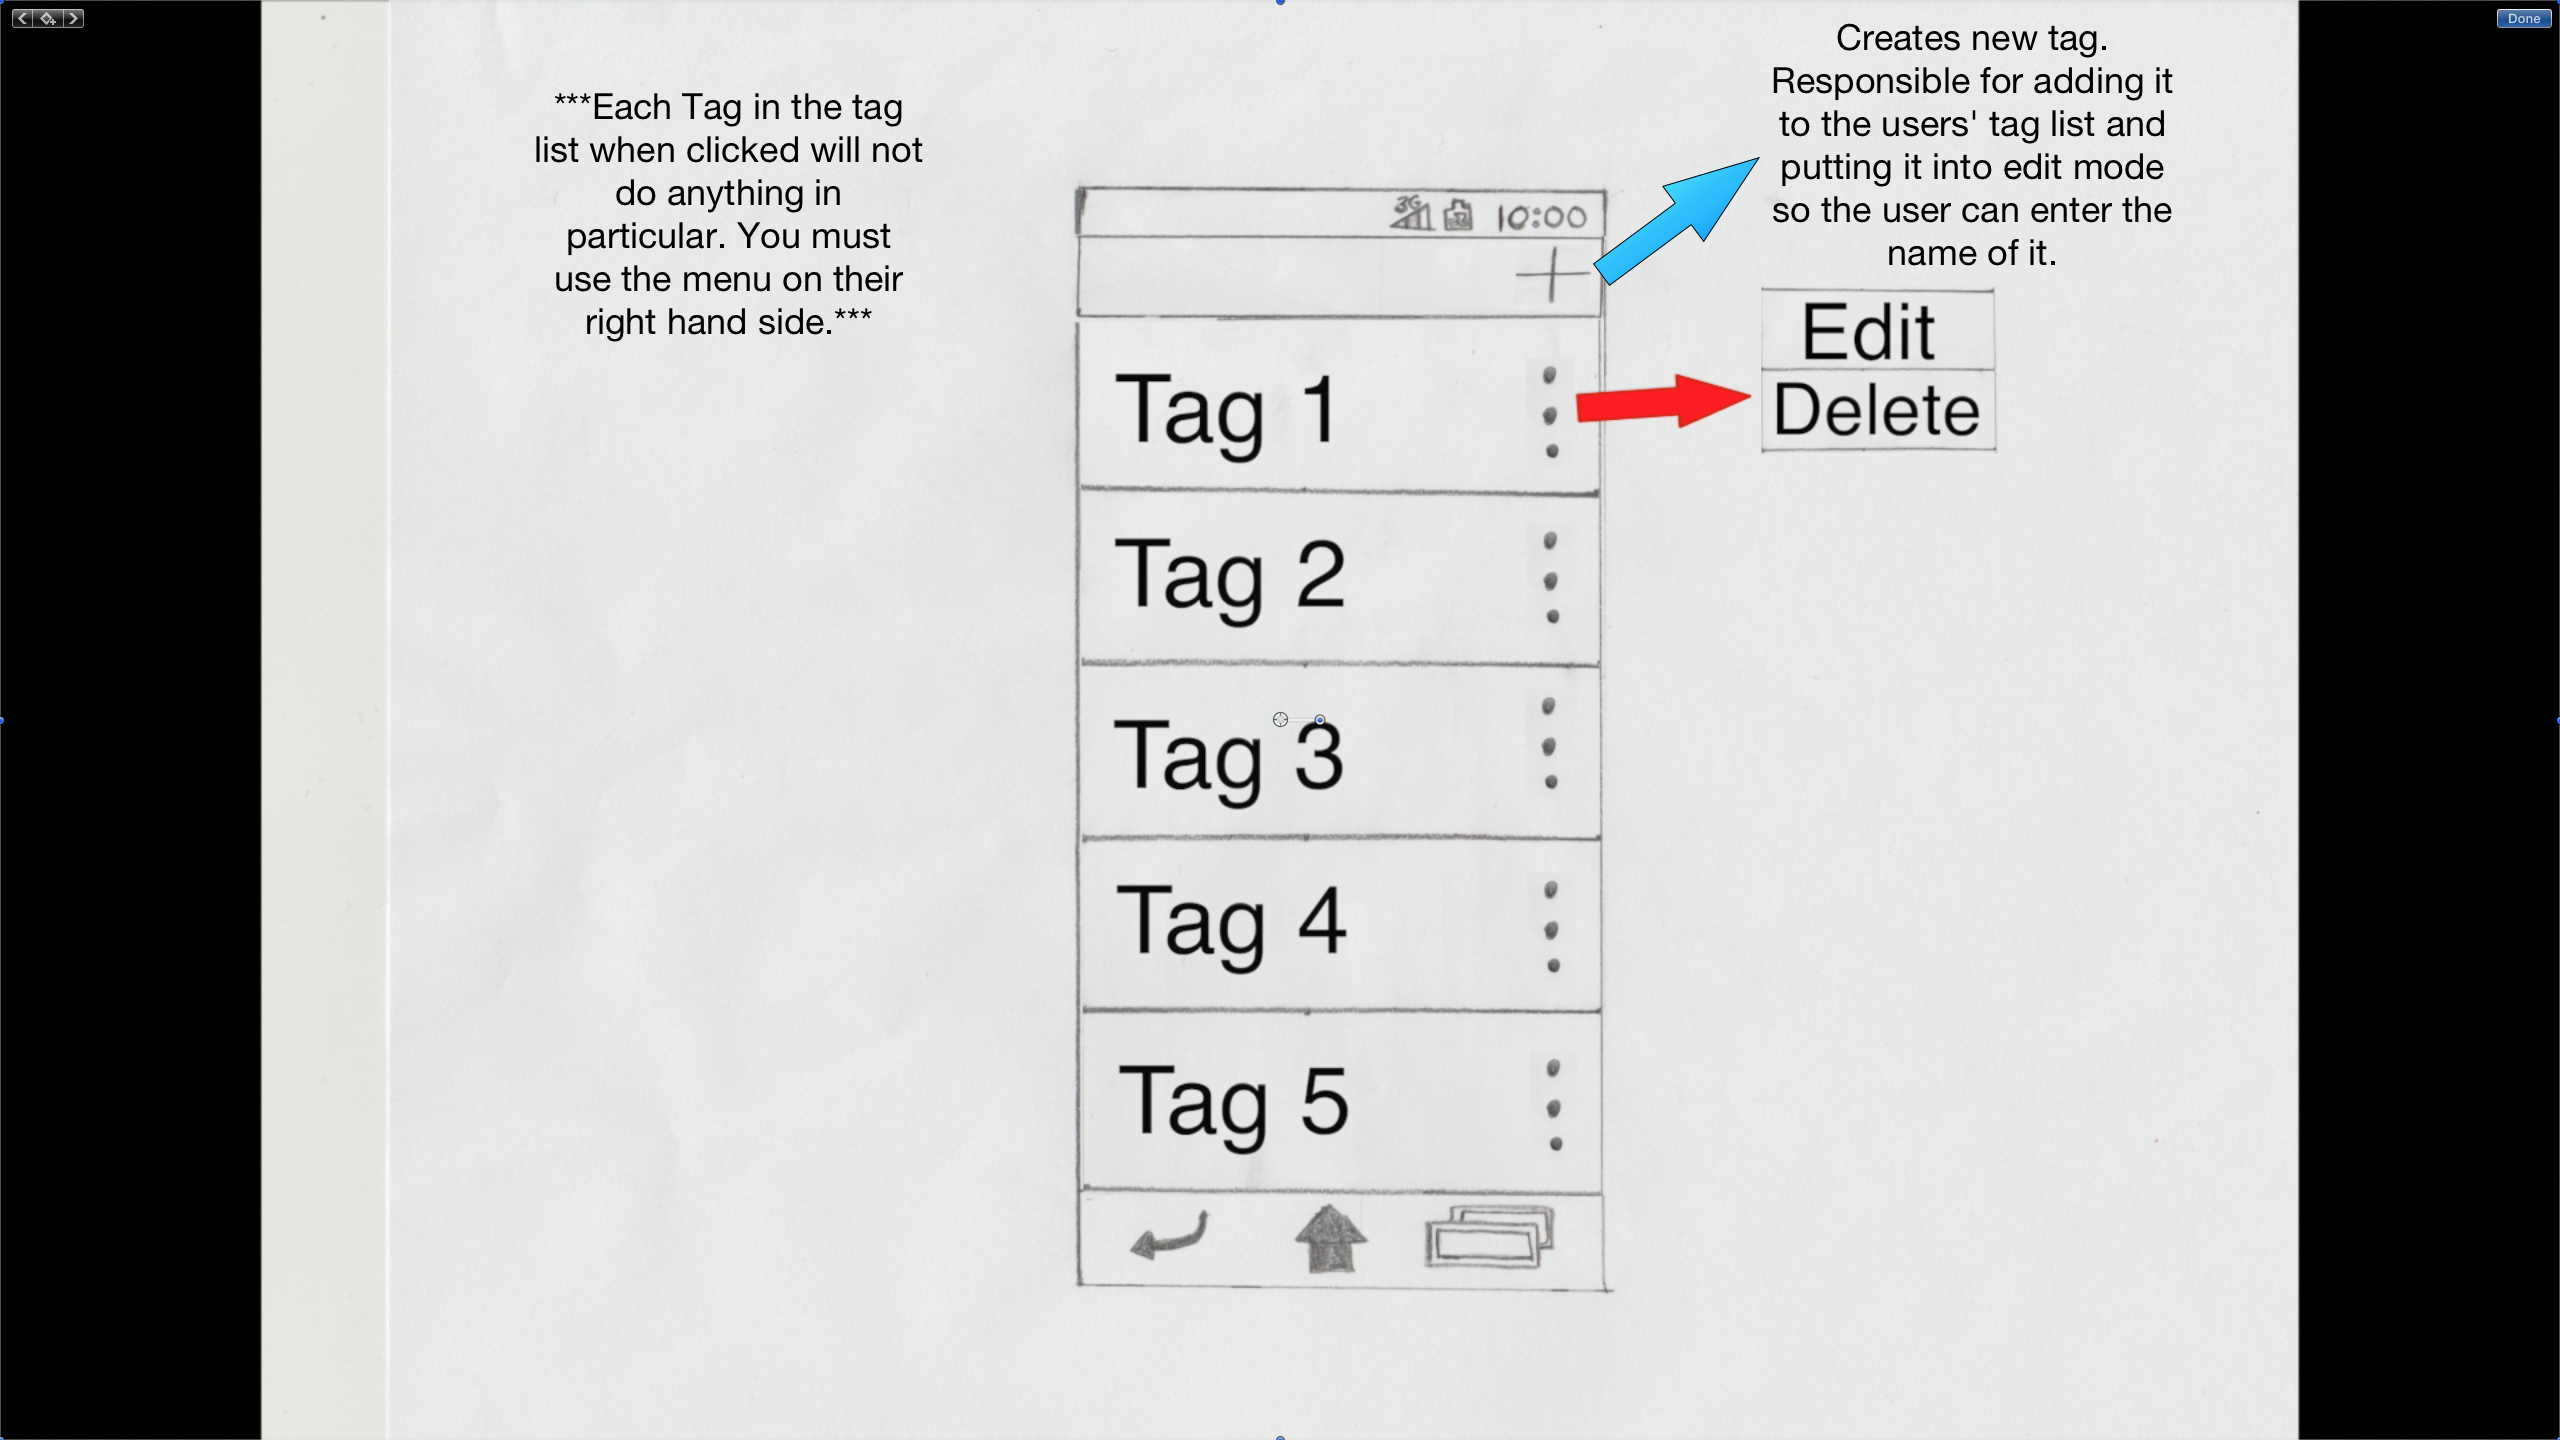 Done
***Each Tag in the tag
list when clicked will not
do anything in
particular. You must
use the menu on their
right hand side.***
Creates new tag.
Responsible for adding it
to the users' tag list and
putting it into edit mode
so the user can enter the
name of it.
3G 10:00
Edit
Delete
Tag 1
Tag 2
Tag 3
Tag 4
Tag 5